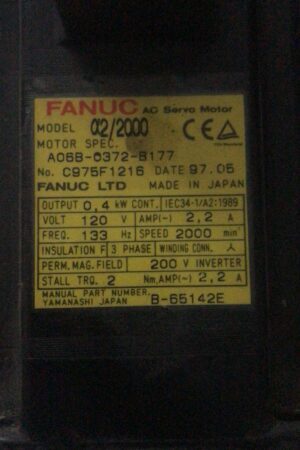 FANUC AC Servo Motor
MODEL α2/2000
MOTOR SPEC.
A06B-0372-B177
No. C975F1216 DATE 97.05
FANUC LTD MADE IN JAPAN
OUTPUT 0,4 kW CONT. IEC34-1/A2:1989
VOLT 120 V AMP(~) 2,2 A
FREQ. 133 Hz SPEED 2000 min⁻¹
INSULATION F 3 PHASE WINDING CONN. 人
PERM. MAG. FIELD 200 V INVERTER
STALL TRQ. 2 Nm, AMP(~) 2,2 A
MANUAL PART NUMBER, B-65142E
YAMANASHI JAPAN